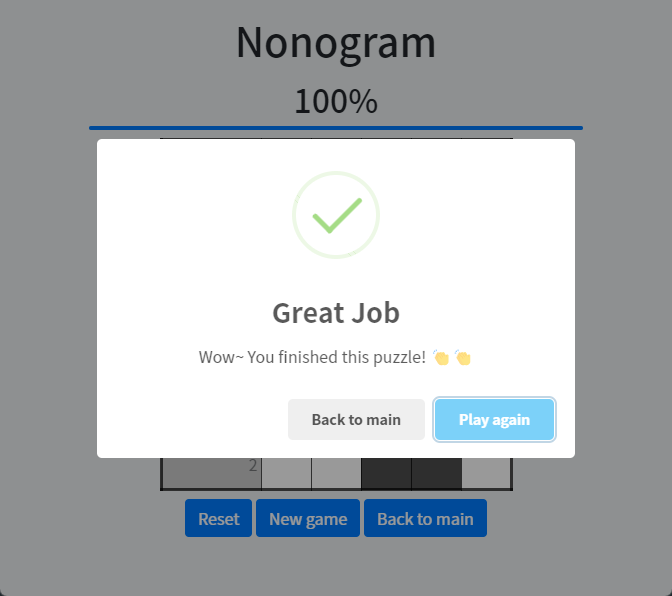 Nonogram
100%
Great Job
Wow~ You finished this puzzle! 👏 👏
Back to main
Play again
2
Reset
New game
Back to main